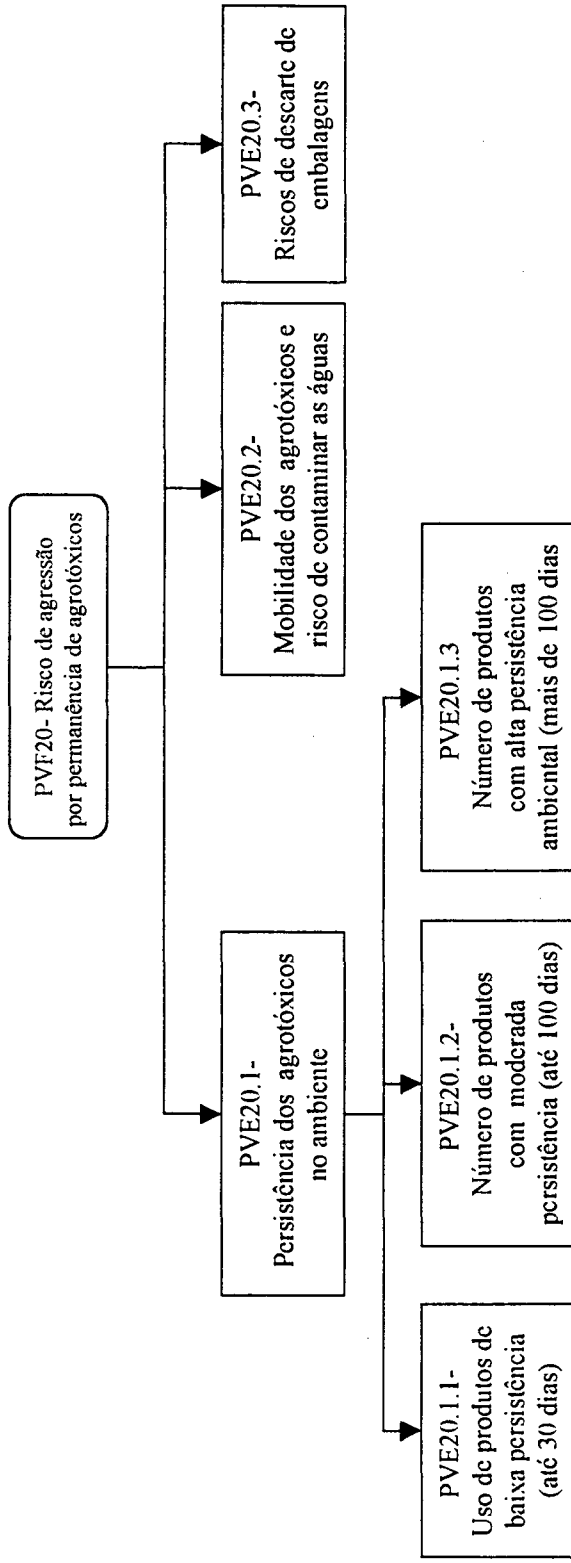 PVF20- Risco de agressão
por permanência de agrotóxicos
PVE20.1-
Persistência dos agrotóxicos
no ambiente
PVE20.2-
Mobilidade dos agrotóxicos e
risco de contaminar as águas
PVE20.3-
Riscos de descarte de
embalagens
PVE20.1.1-
Uso de produtos de
baixa persistência
(até 30 dias)
PVE20.1.2-
Número de produtos
com moderada
persistência (até 100 dias)
PVE20.1.3
Número de produtos
com alta persistência
ambiental (mais de 100 dias